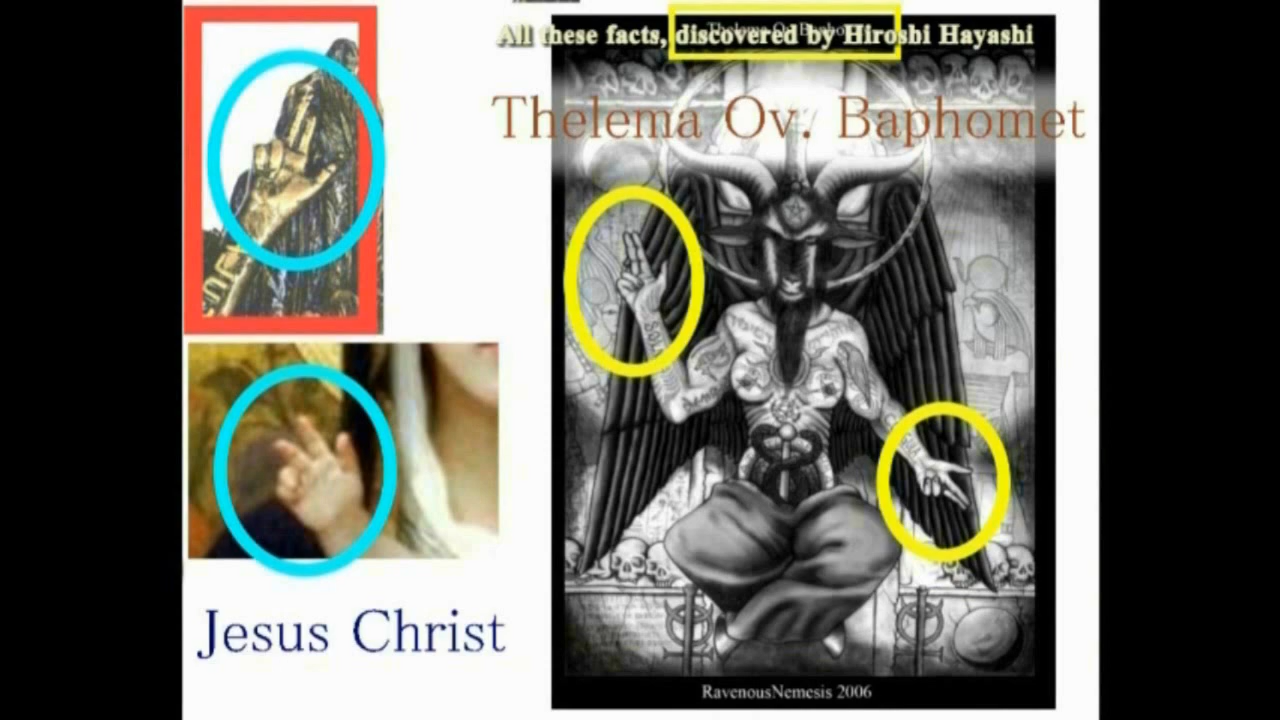 All these facts, discovered by Hiroshi Hayashi
Thelema Ov. Baphomet
Jesus Christ
RavenousNemesis 2006